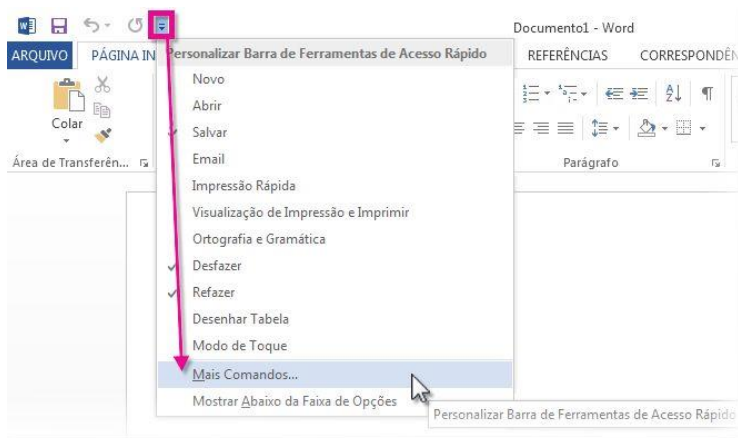 Documento1 - Word
ARQUIVO PÁGINA IN REFERÊNCIAS CORRESPONDÊN
Personalizar Barra de Ferramentas de Acesso Rápido
Novo
Abrir
Salvar
Email
Impressão Rápida
Visualização de Impressão e Imprimir
Ortografia e Gramática
Desfazer
Refazer
Desenhar Tabela
Modo de Toque
Mais Comandos...
Mostrar Abaixo da Faixa de Opções
Colar
Área de Transferên...
Parágrafo
Personalizar Barra de Ferramentas de Acesso Rápido